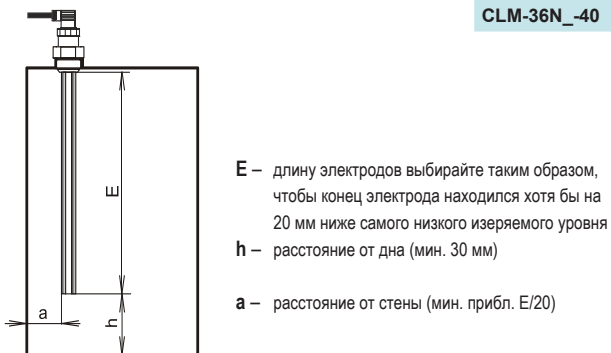 CLM-36N_-40
E
a
h
E – длину электродов выбирайте таким образом,
чтобы конец электрода находился хотя бы на
20 мм ниже самого низкого изеряемого уровня
h – расстояние от дна (мин. 30 мм)
a – расстояние от стены (мин. прибл. E/20)